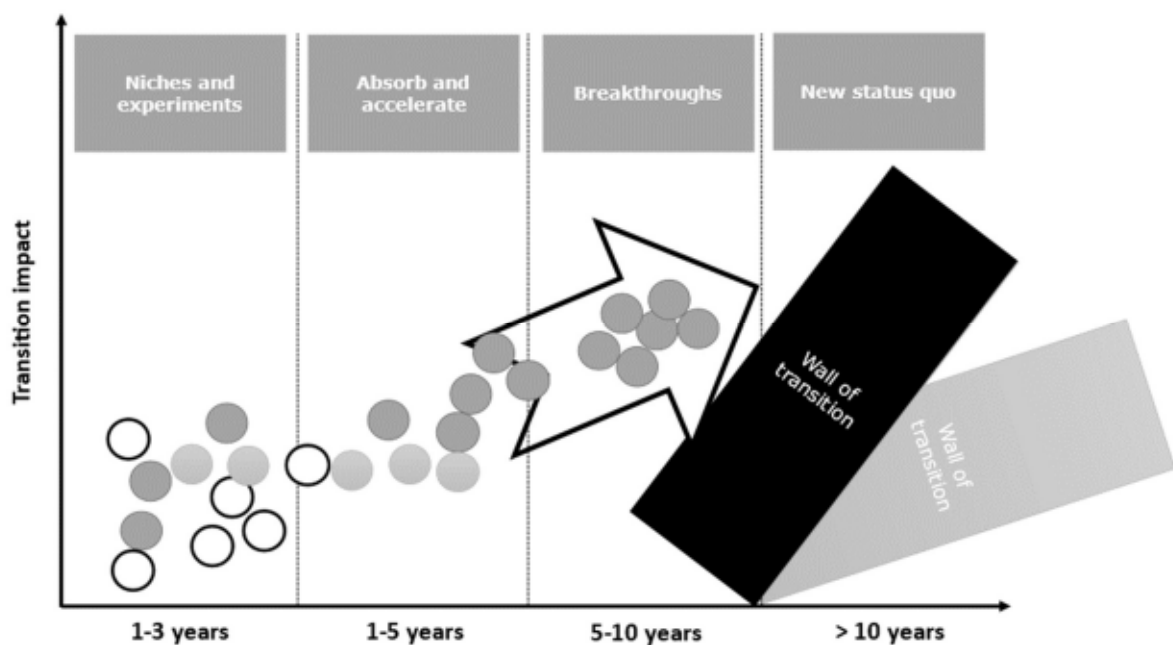 Niches and
experiments
Absorb and
accelerate
Breakthroughs
New status quo
Transition impact
Wall of
transition
Wall of
transition
1-3 years
1-5 years
5-10 years
> 10 years